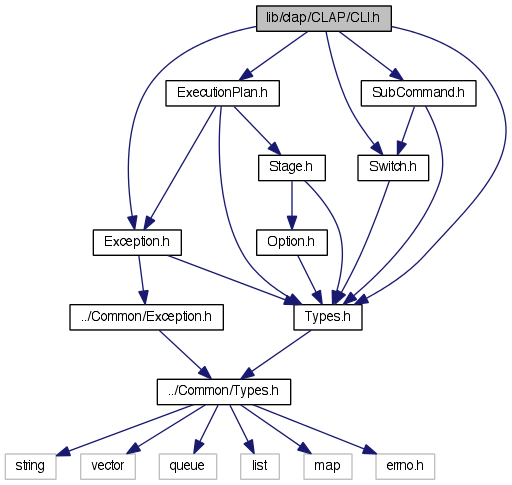 lib/clap/CLAP/CLI.h
ExecutionPlan.h
SubCommand.h
Stage.h
Switch.h
Exception.h
Option.h
../Common/Exception.h
Types.h
../Common/Types.h
string
vector
queue
list
map
errno.h